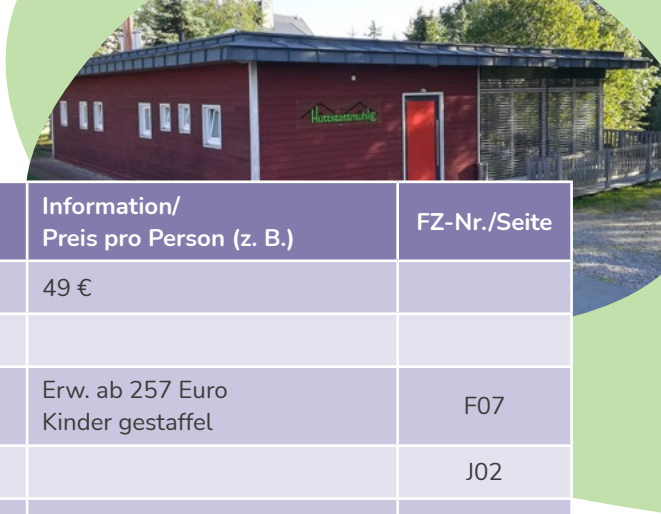 Huttstattmühle
Information/
Preis pro Person (z. B.)
FZ-Nr./Seite
49 €
Erw. ab 257 Euro
Kinder gestaffel
F07
J02